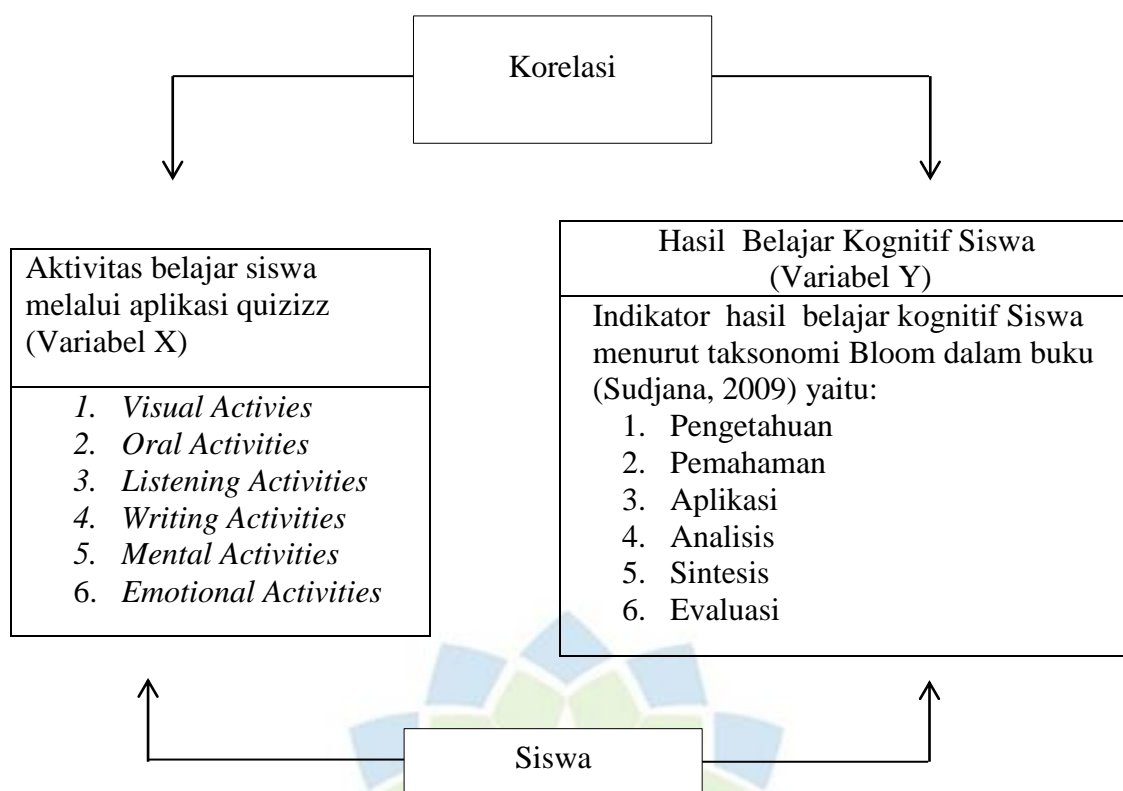 Korelasi
Aktivitas belajar siswa
melalui aplikasi quizizz
(Variabel X)
1. Visual Activies
2. Oral Activities
3. Listening Activities
4. Writing Activities
5. Mental Activities
6. Emotional Activities
Hasil Belajar Kognitif Siswa
(Variabel Y)
Indikator hasil belajar kognitif Siswa
menurut taksonomi Bloom dalam buku
(Sudjana, 2009) yaitu:
1. Pengetahuan
2. Pemahaman
3. Aplikasi
4. Analisis
5. Sintesis
6. Evaluasi
Siswa